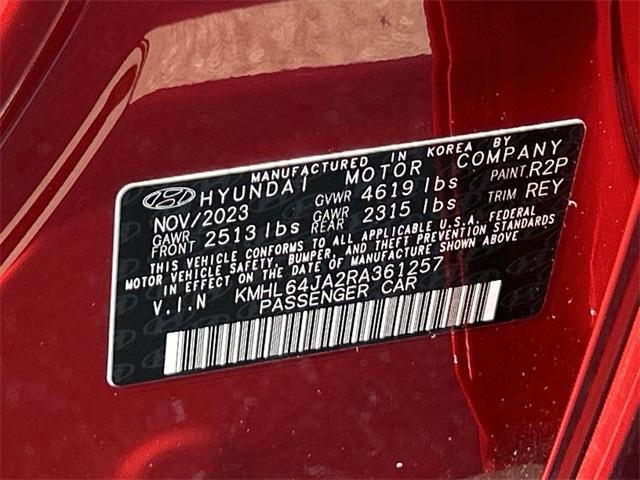 MANUFACTURED IN KOREA BY
HYUNDAI MOTOR COMPANY
NOV/2023 GVWR 4619 lbs PAINT R2P
GAWR FRONT 2513 lbs GAWR REAR 2315 lbs TRIM REY
THIS VEHICLE CONFORMS TO ALL APPLICABLE U.S.A. FEDERAL
MOTOR VEHICLE SAFETY, BUMPER, AND THEFT PREVENTION STANDARDS
IN EFFECT ON THE DATE OF MANUFACTURE SHOWN ABOVE
V.I.N KMHL64JA2RA361257
PASSENGER CAR